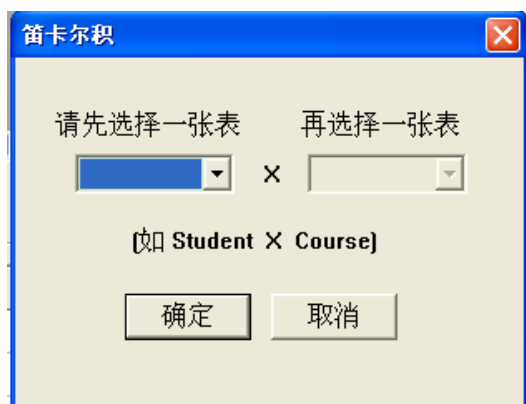 笛卡尔积
请先选择一张表 再选择一张表
×
(如 Student × Course)
确定 取消